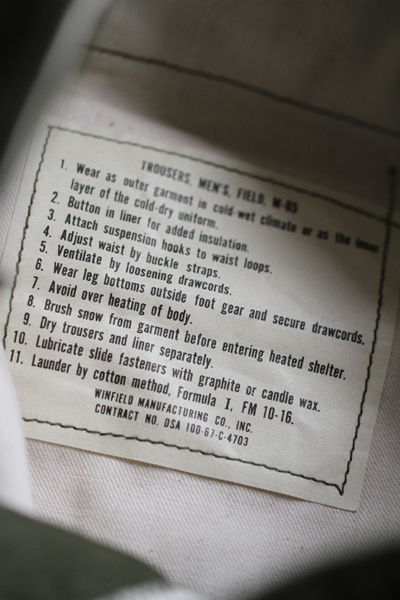 TROUSERS, MEN'S, FIELD, M-65
1. Wear as outer garment in cold-wet climate or as the inner
layer of the cold-dry uniform.
2. Button in liner for added insulation.
3. Attach suspension hooks to waist loops.
4. Adjust waist by buckle straps.
5. Ventilate by loosening drawcords.
6. Wear leg bottoms outside foot gear and secure drawcords.
7. Avoid over heating of body.
8. Brush snow from garment before entering heated shelter.
9. Dry trousers and liner separately.
10. Lubricate slide fasteners with graphite or candle wax.
11. Launder by cotton method, Formula I, FM 10-16.
WINFIELD MANUFACTURING CO., INC.
CONTRACT NO. DSA 100-67-C-4703